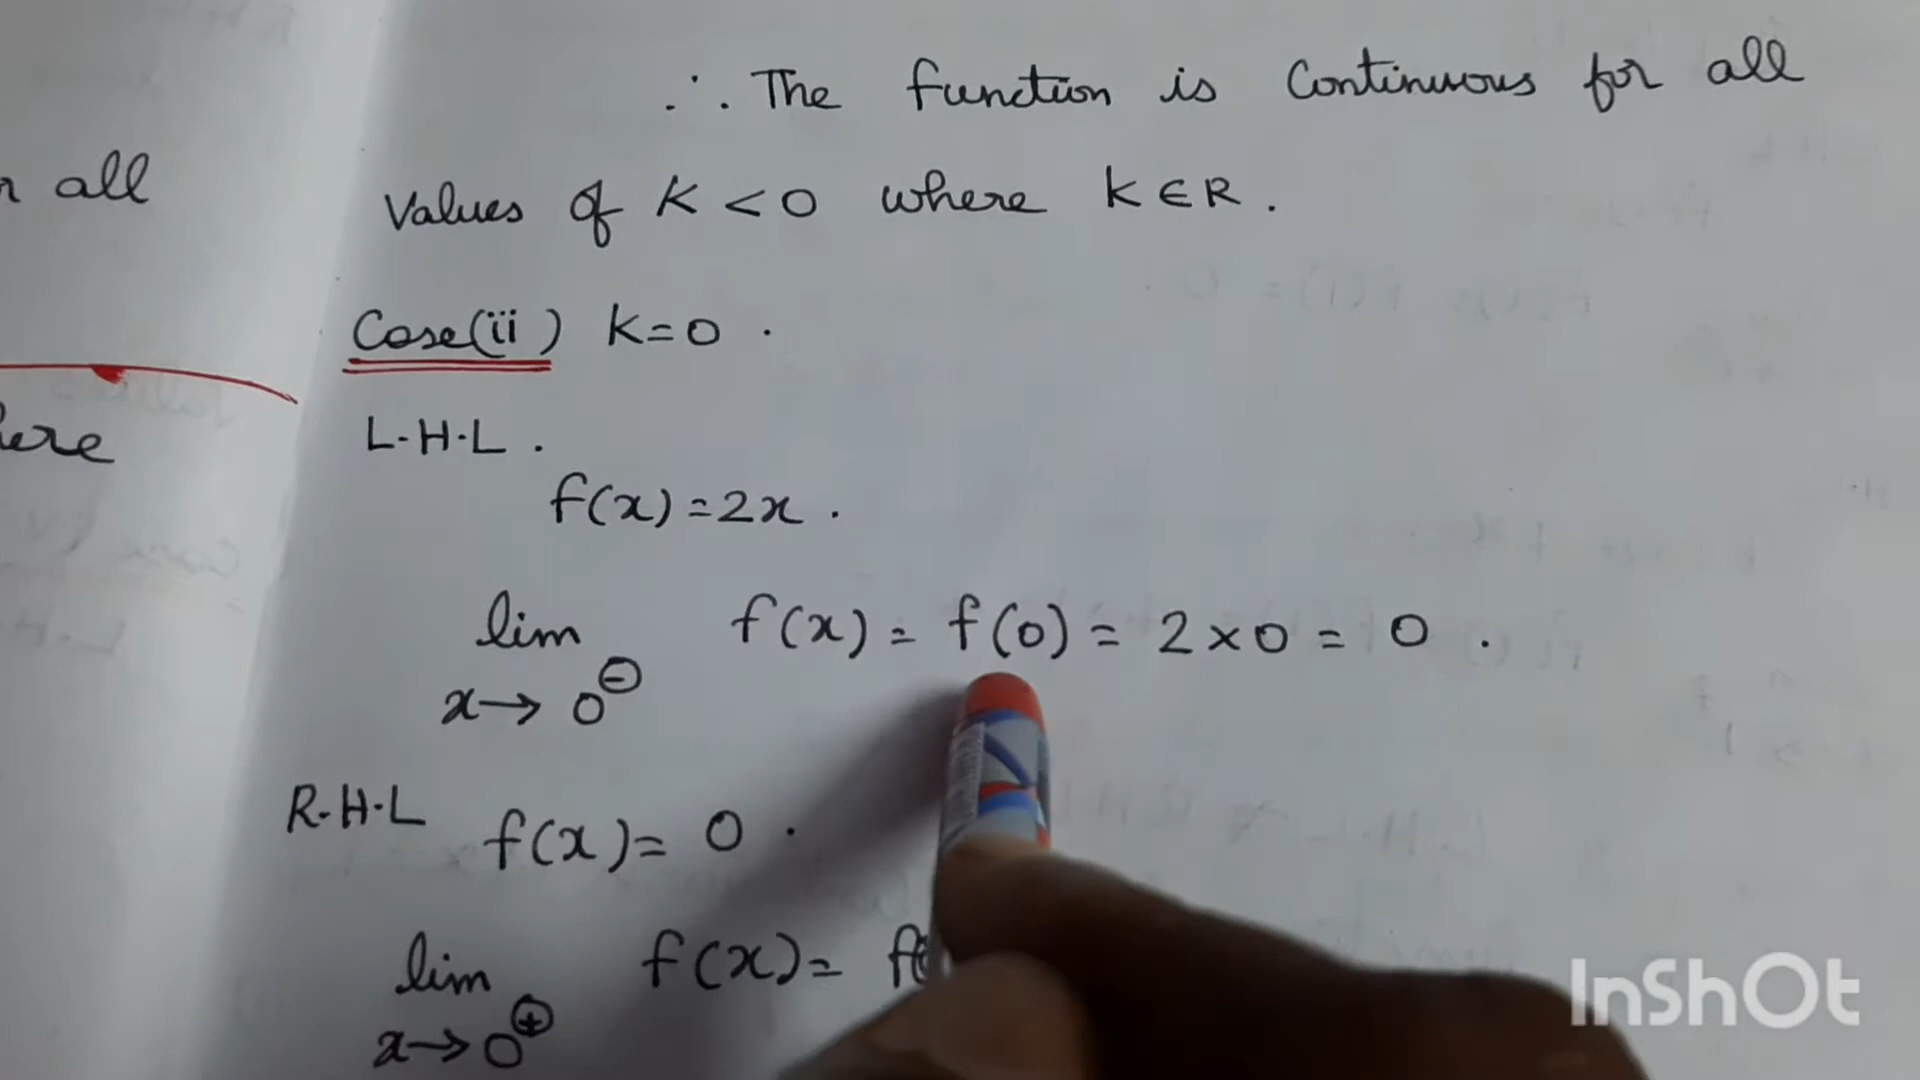 ∴ The function is continuous for all
all
values of K < 0 where K ∈ R.
Case(ii) K=0.
L.H.L.
f(x)=2x.
lim f(x) = f(0) = 2×0 = 0.
x→0⊖
R.H.L f(x)= 0.
lim f(x)=
x→0⊕
InShOt